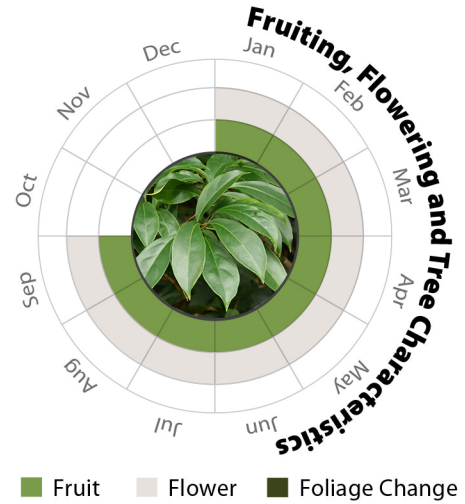 Fruiting, Flowering and Tree Characteristics
Jan
Feb
Mar
Apr
May
Jun
Jul
Aug
Sep
Oct
Nov
Dec
Fruit
Flower
Foliage Change